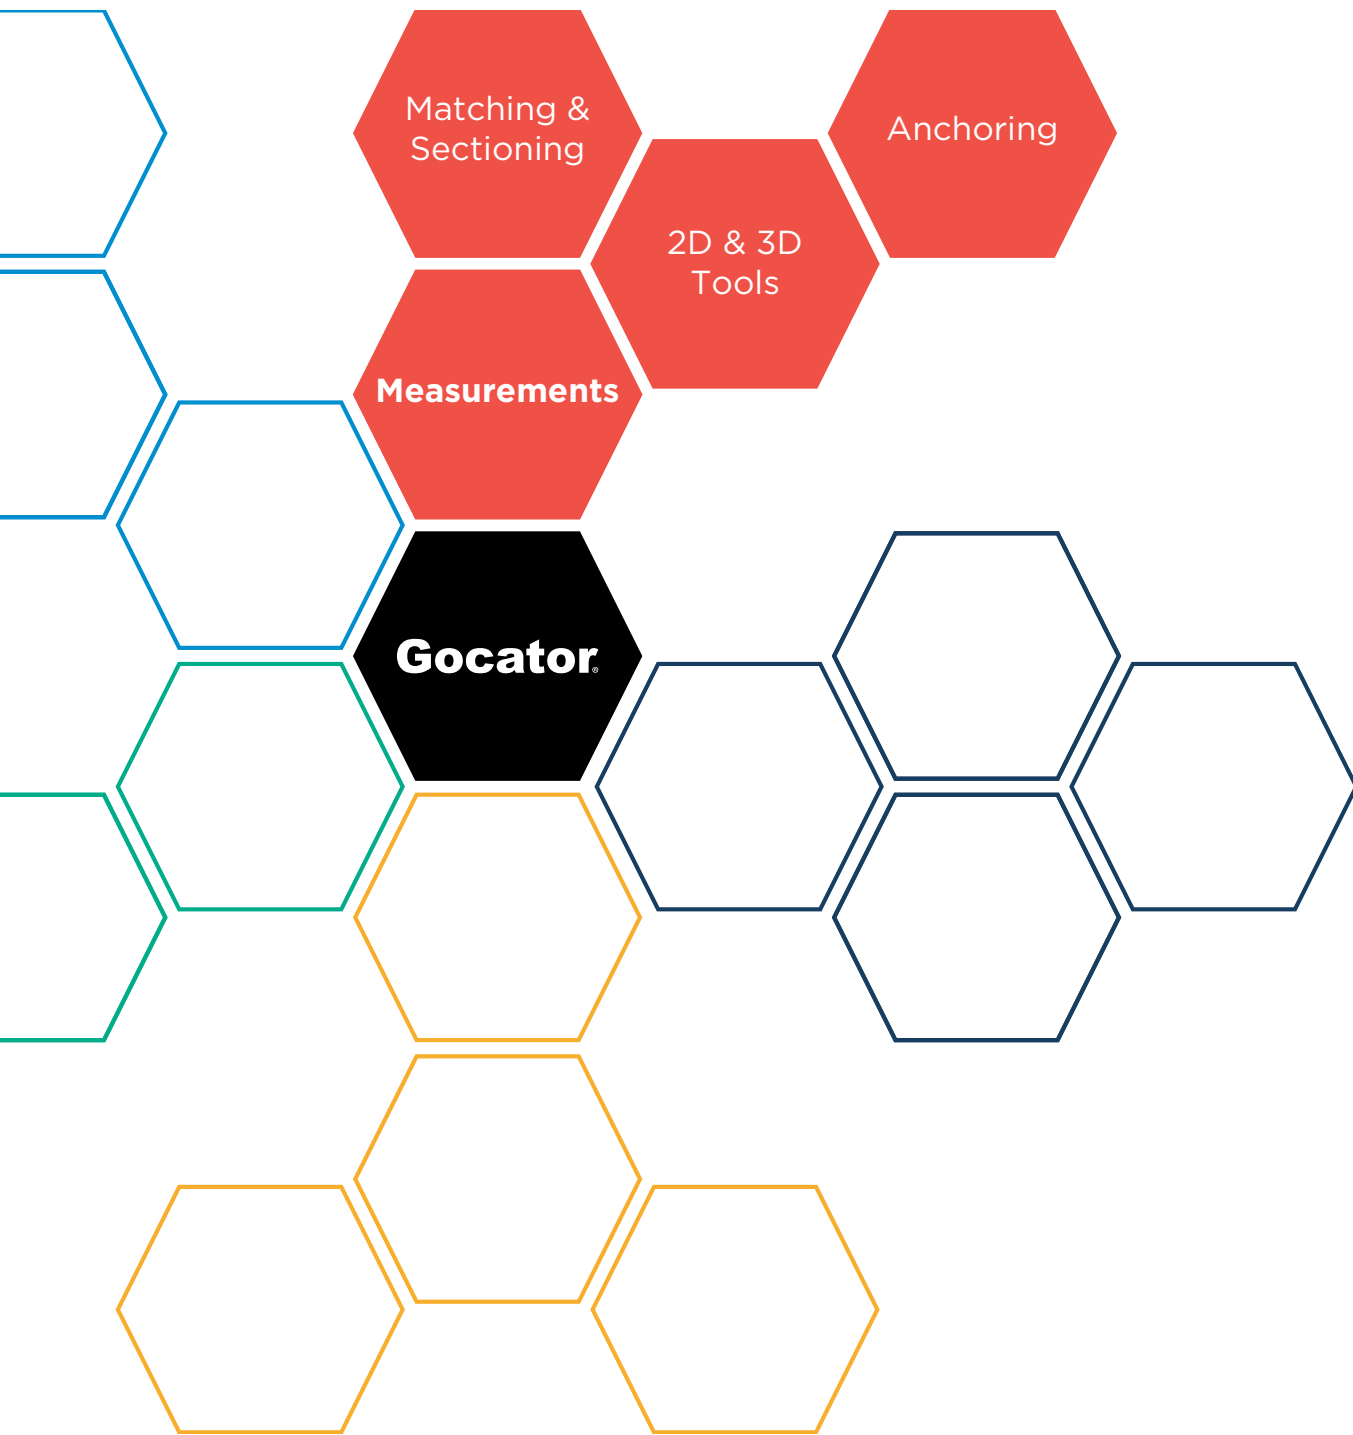 Matching &
Sectioning
Anchoring
2D & 3D
Tools
Measurements
Gocator®